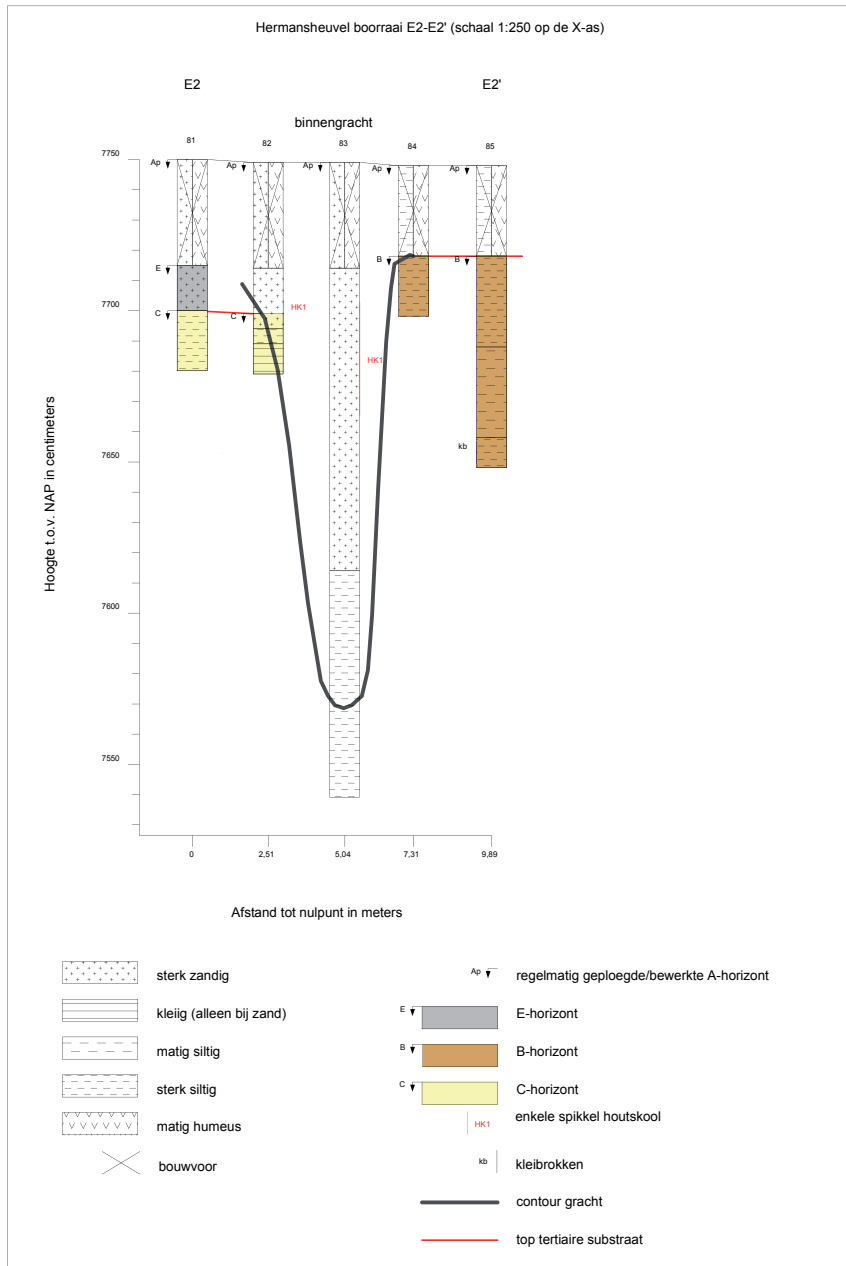 Hermansheuvel boorraai E2-E2' (schaal 1:250 op de X-as)
E2 E2'
binnengracht
81 82 83 84 85
7750
Ap Ap Ap Ap Ap
E B B
7700
C C HK1
HK1
7650
kb
7600
7550
Hoogte t.o.v. NAP in centimeters
0 2,51 5,04 7,31 9,89
Afstand tot nulpunt in meters
sterk zandig
kleiig (alleen bij zand)
matig siltig
sterk siltig
matig humeus
bouwvoor
Ap regelmatig geploegde/bewerkte A-horizont
E E-horizont
B B-horizont
C C-horizont
HK1 enkele spikkel houtskool
kb kleibrokken
contour gracht
top tertiaire substraat